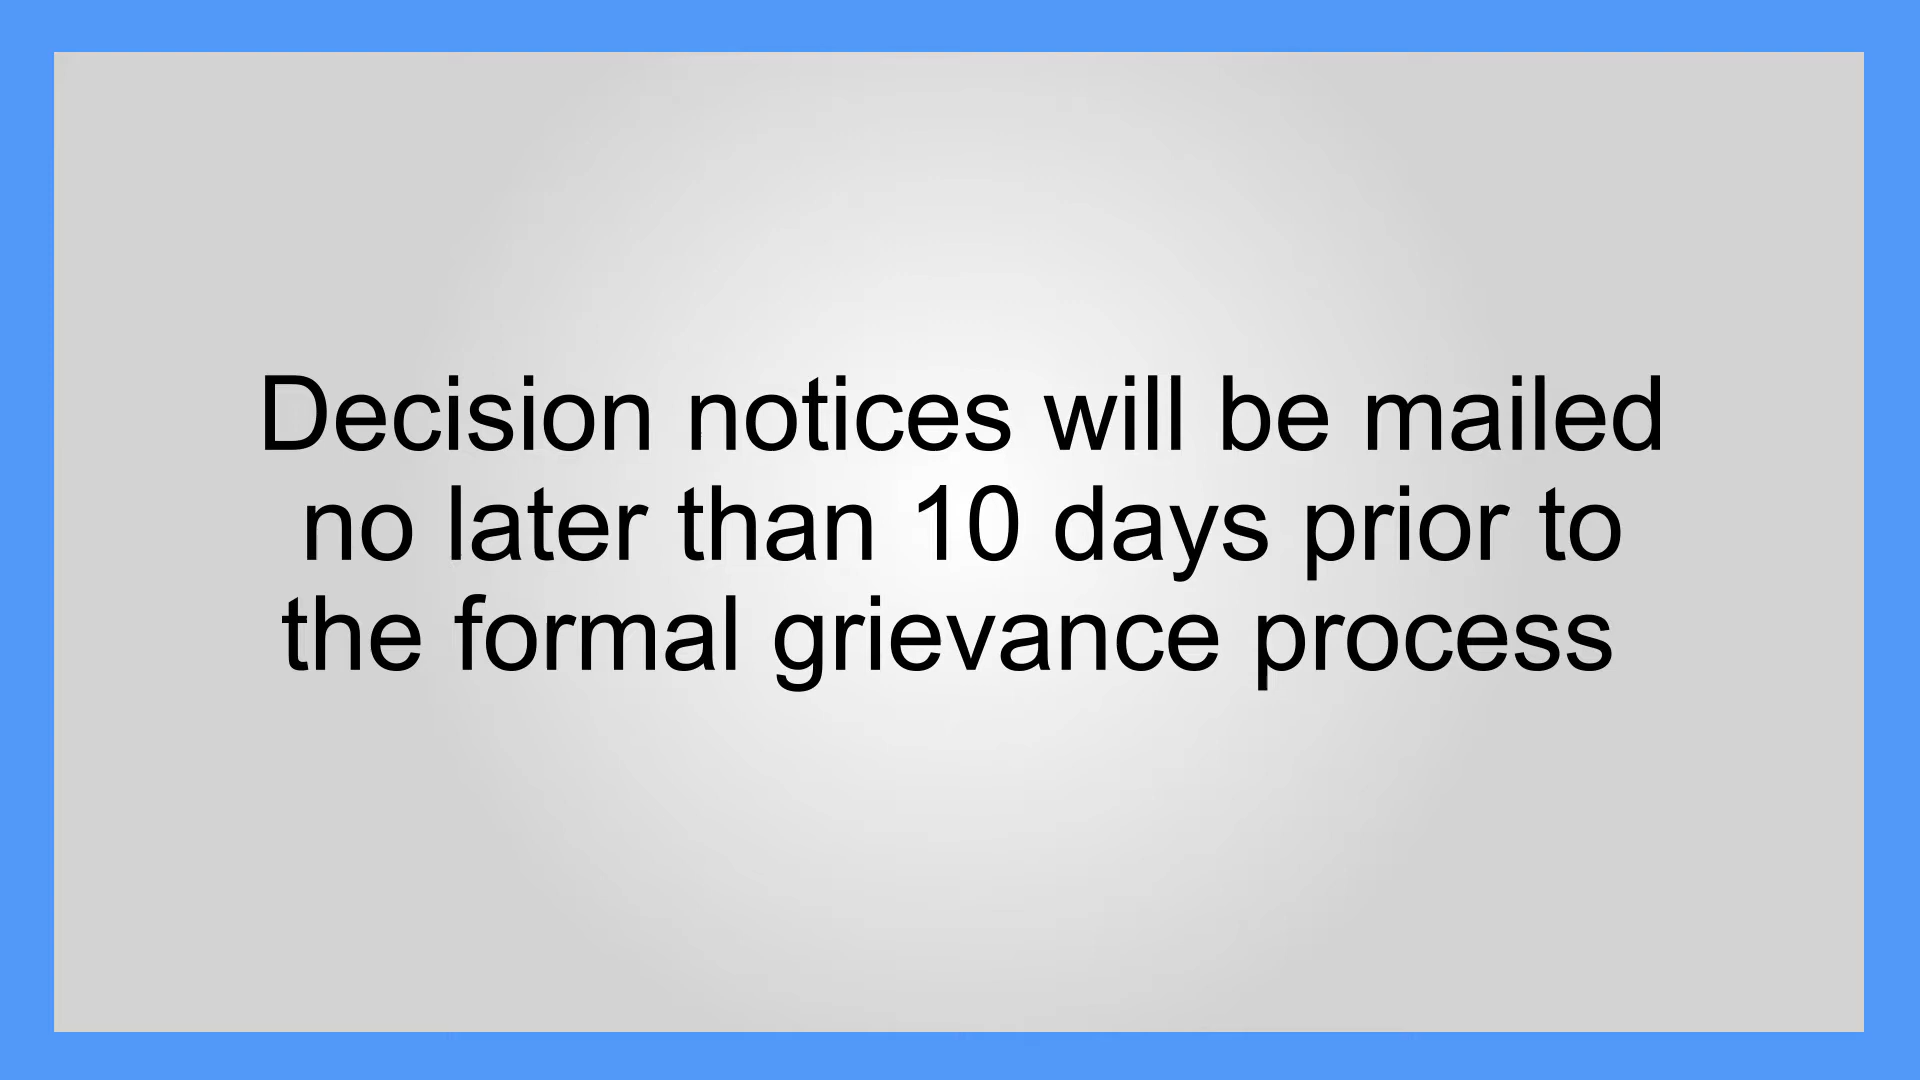 Decision notices will be mailed
no later than 10 days prior to
the formal grievance process